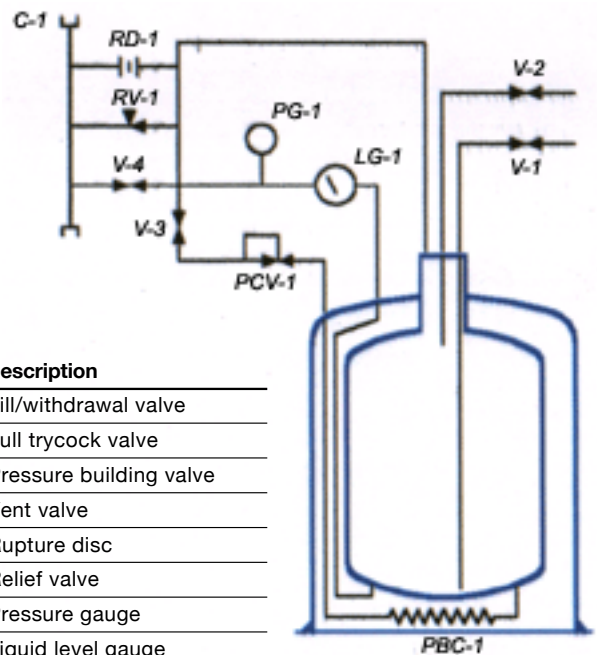 C-1
RD-1
RV-1
PG-1
V-2
V-4
LG-1
V-1
V-3
PCV-1
escription
ill/withdrawal valve
ull trycock valve
ressure building valve
ent valve
upture disc
elief valve
ressure gauge
iquid level gauge
PBC-1